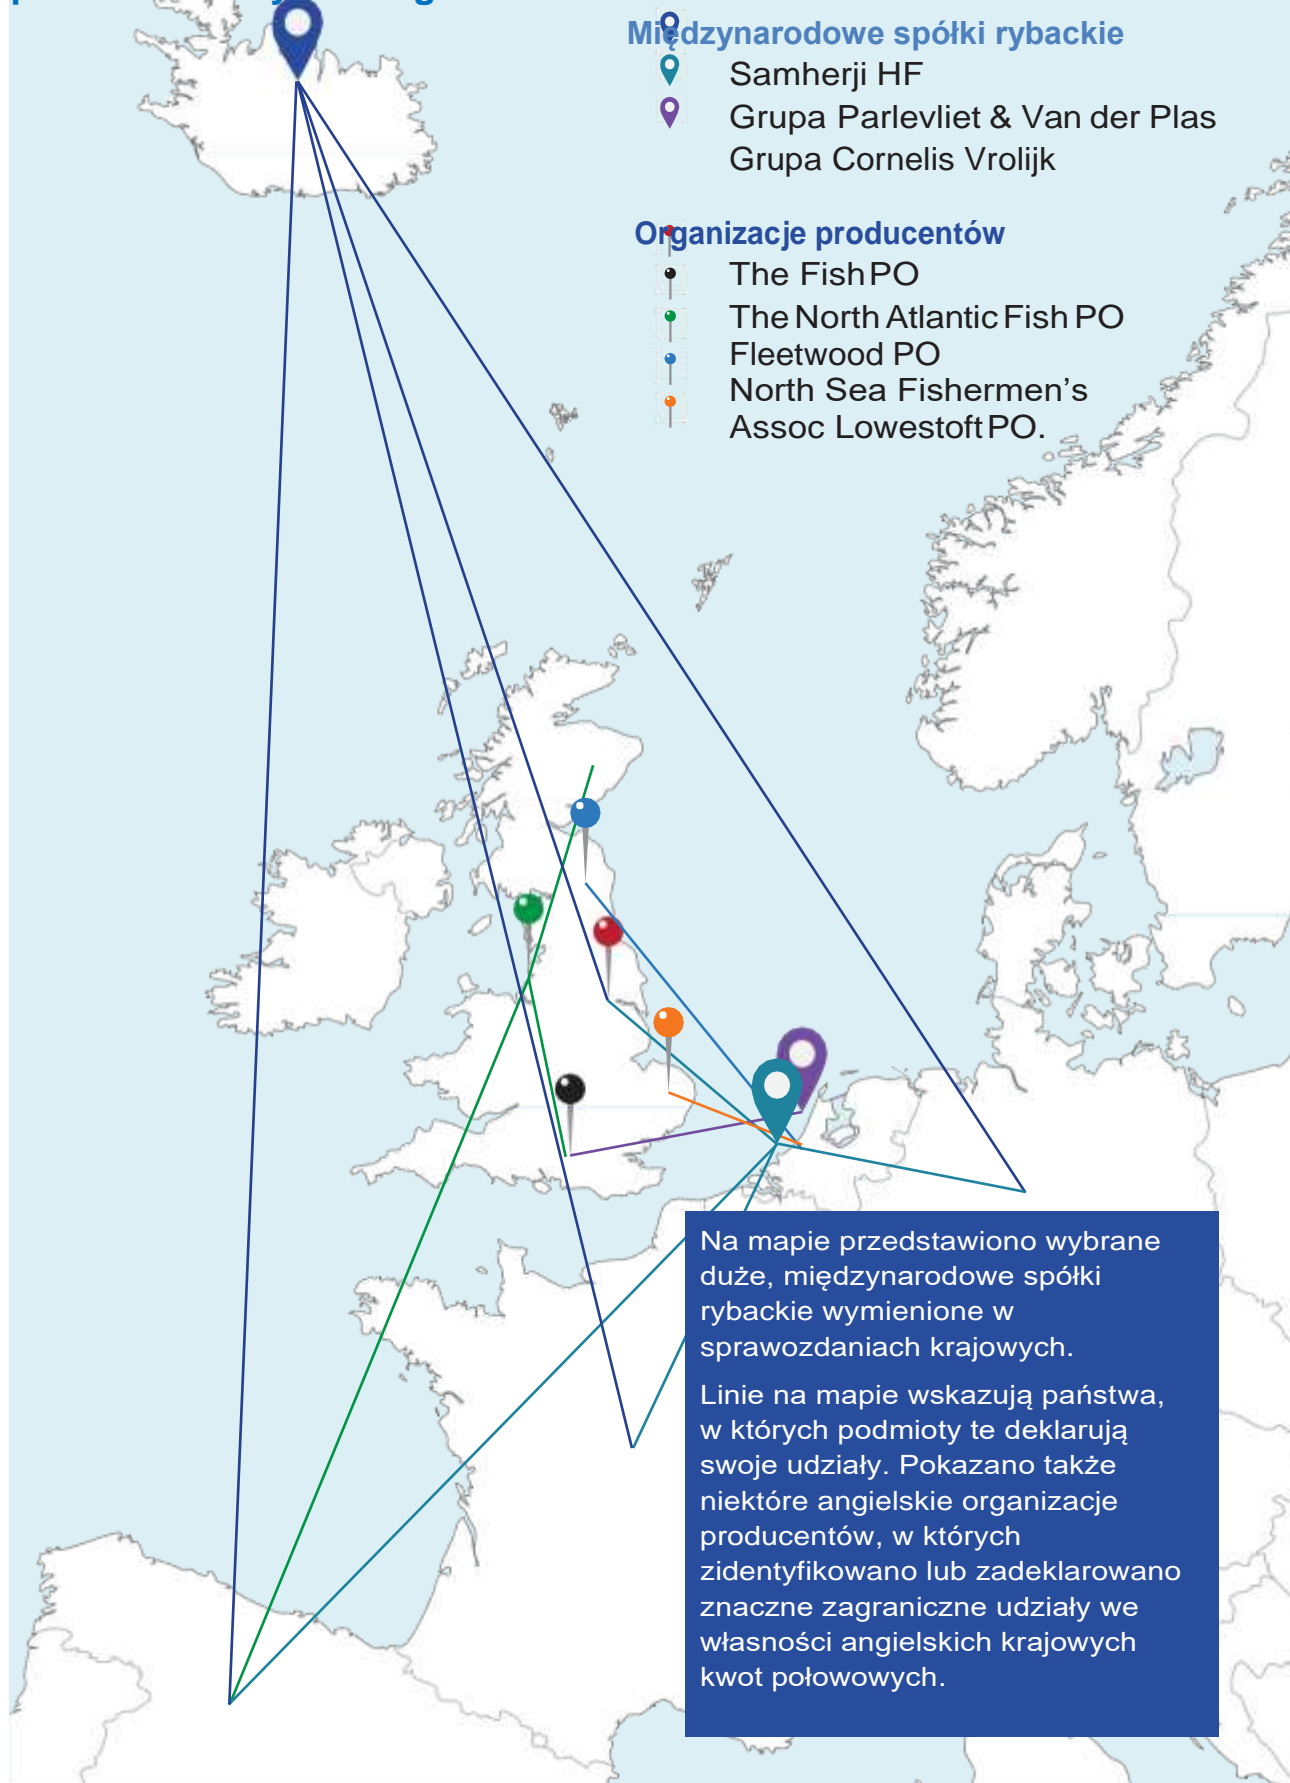 Międzynarodowe spółki rybackie
Samherji HF
Grupa Parlevliet & Van der Plas
Grupa Cornelis Vrolijk
Organizacje producentów
The Fish PO
The North Atlantic Fish PO
Fleetwood PO
North Sea Fishermen's
Assoc Lowestoft PO.
Na mapie przedstawiono wybrane
duże, międzynarodowe spółki
rybackie wymienione w
sprawozdaniach krajowych.
Linie na mapie wskazują państwa,
w których podmioty te deklarują
swoje udziały. Pokazano także
niektóre angielskie organizacje
producentów, w których
zidentyfikowano lub zadeklarowano
znaczne zagraniczne udziały we
własności angielskich krajowych
kwot połowowych.